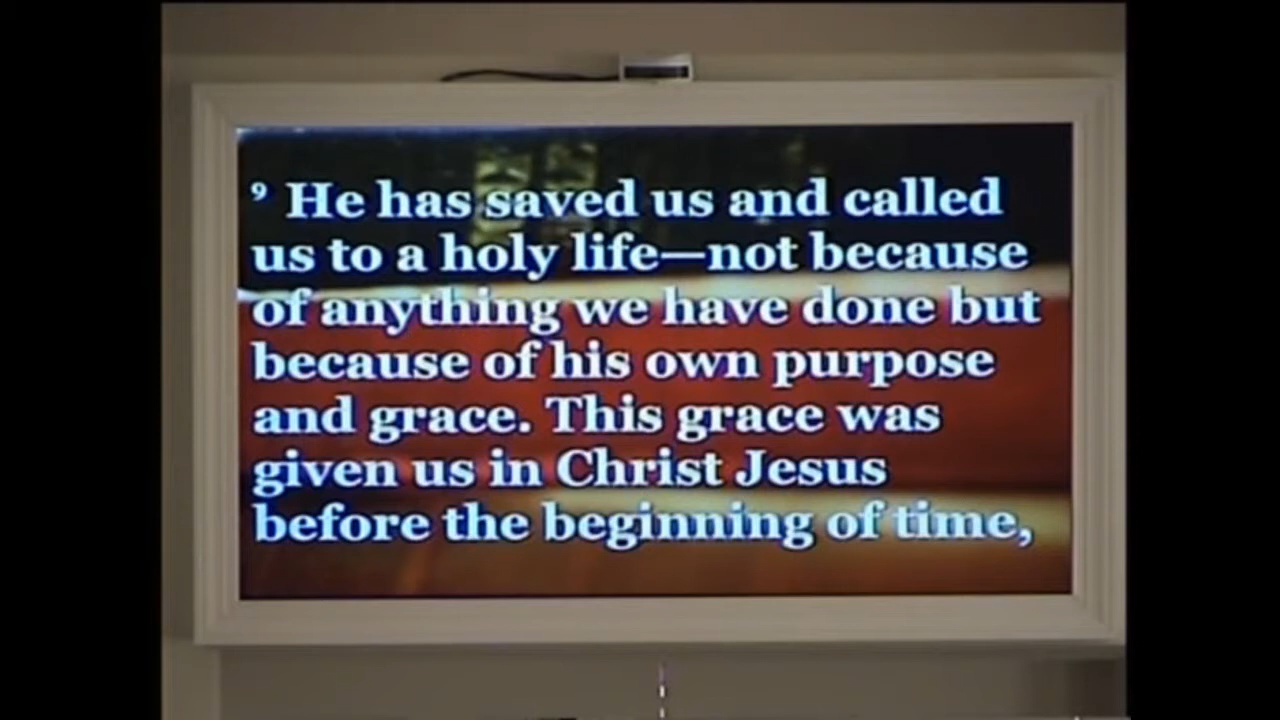 ⁹ He has saved us and called
us to a holy life—not because
of anything we have done but
because of his own purpose
and grace. This grace was
given us in Christ Jesus
before the beginning of time,